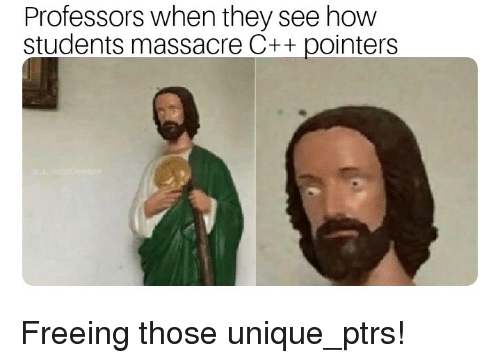 Professors when they see how
students massacre C++ pointers
Freeing those unique_ptrs!